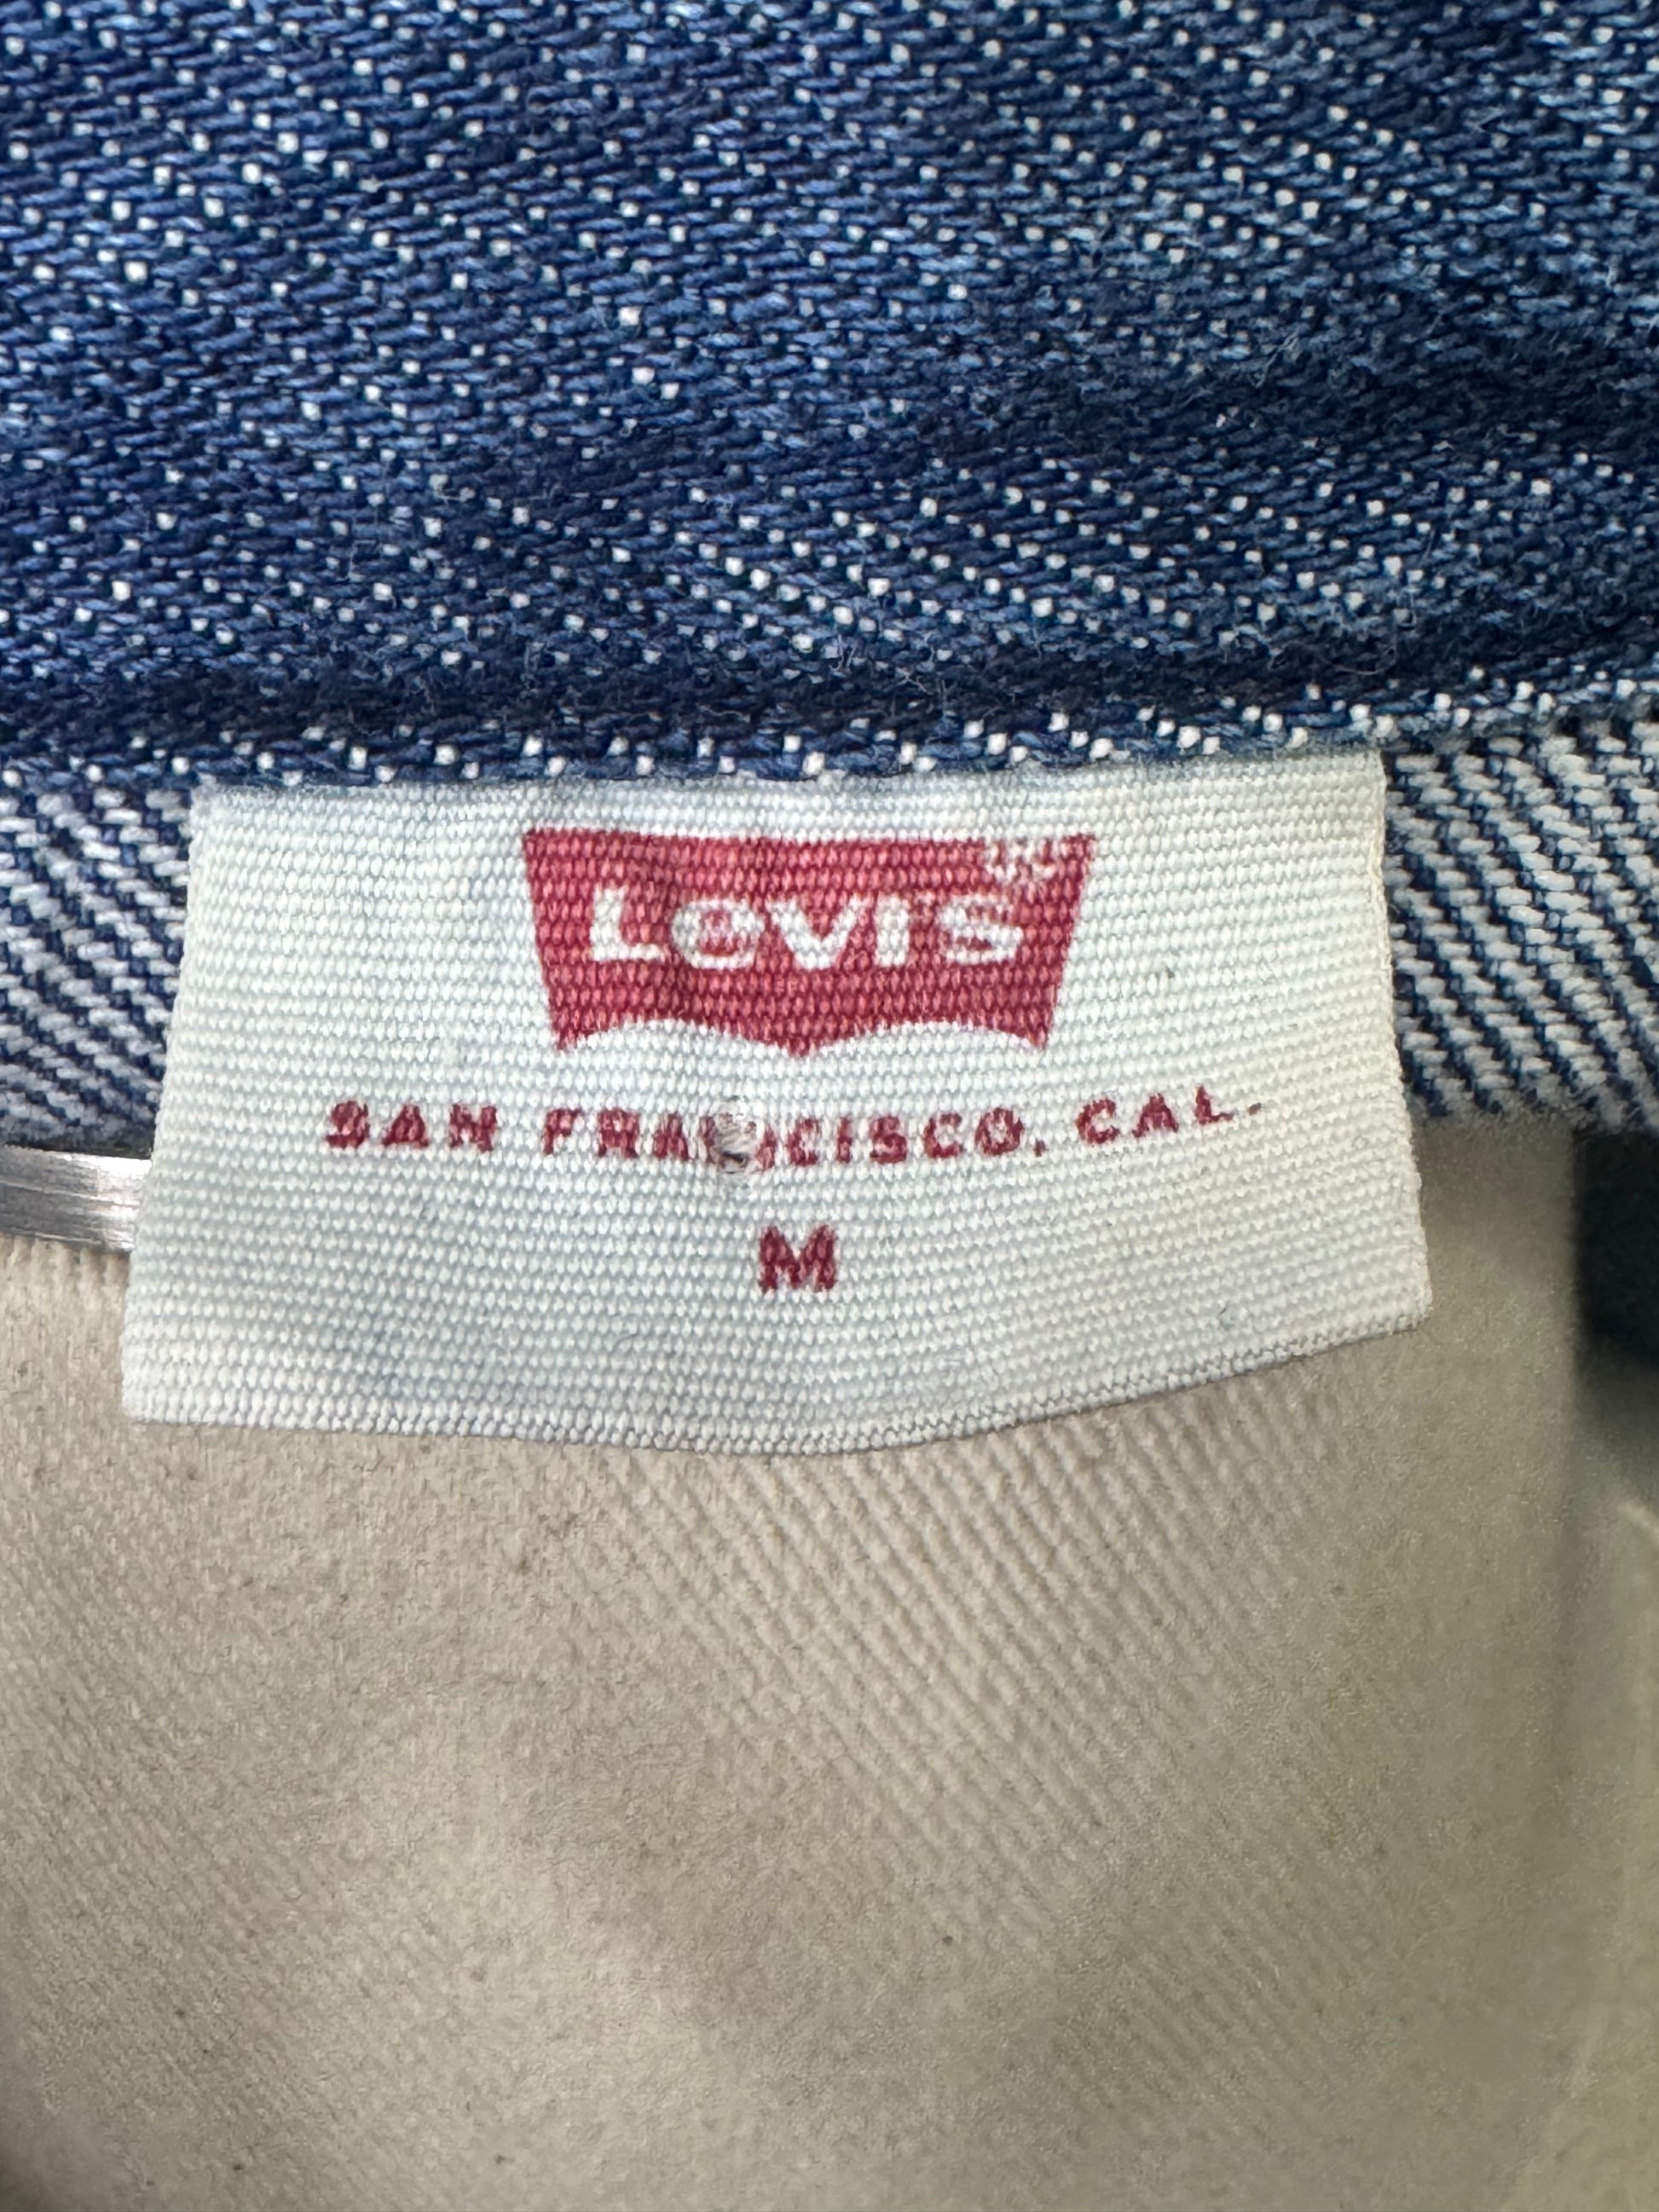 LEVI'S
SAN FRANCISCO, CAL.
M